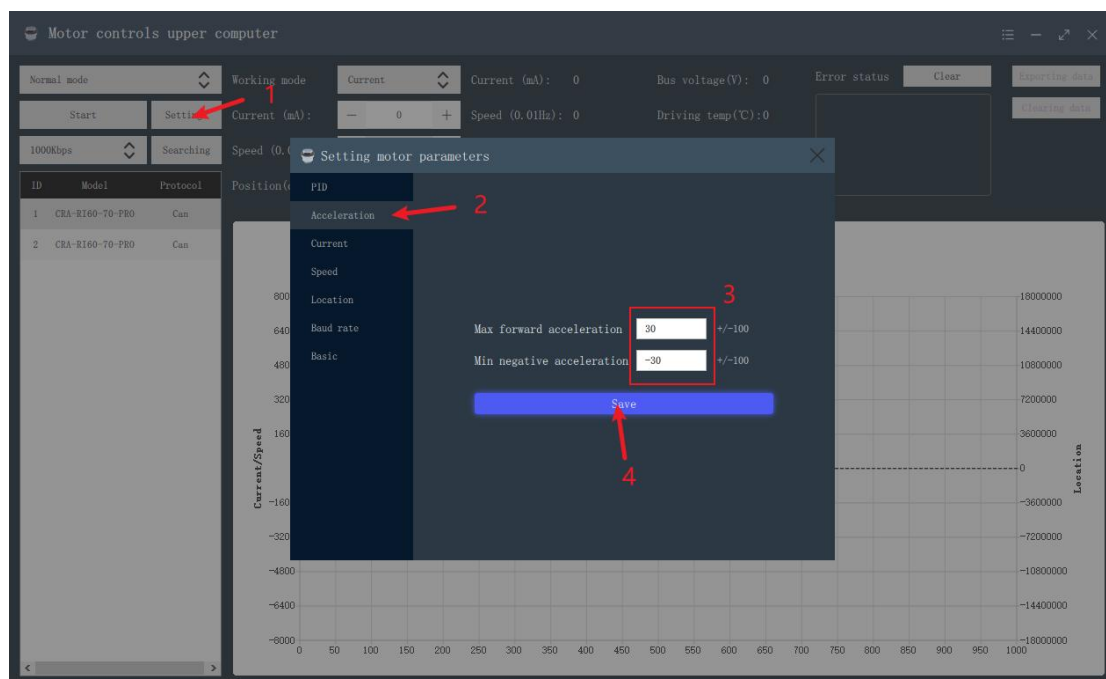 Motor controls upper computer
Normal mode
Working mode
Current
Current (mA): 0
Bus voltage(V): 0
Error status
Clear
Exporting data
1
Start
Current (mA):
− 0 +
Speed (0.01Hz): 0
Driving temp(℃):0
Clearing data
1000Kbps
Searching
Setting motor parameters
ID Model Protocol
1 CRA-RI60-70-PRO Can
2 CRA-RI60-70-PRO Can
PID
Acceleration
2
Current
Speed
Location
Baud rate
Basic
3
Max forward acceleration 30 +/-100
Min negative acceleration -30 +/-100
Save
4
Current/Speed
800
640
480
320
160
-160
-320
-4800
-6400
-8000
0 50 100 150 200 250 300 350 400 450 500 550 600 650 700 750 800 850 900 950 1000
18000000
14400000
10800000
7200000
3600000
0
-3600000
-7200000
-10800000
-14400000
-18000000
Location